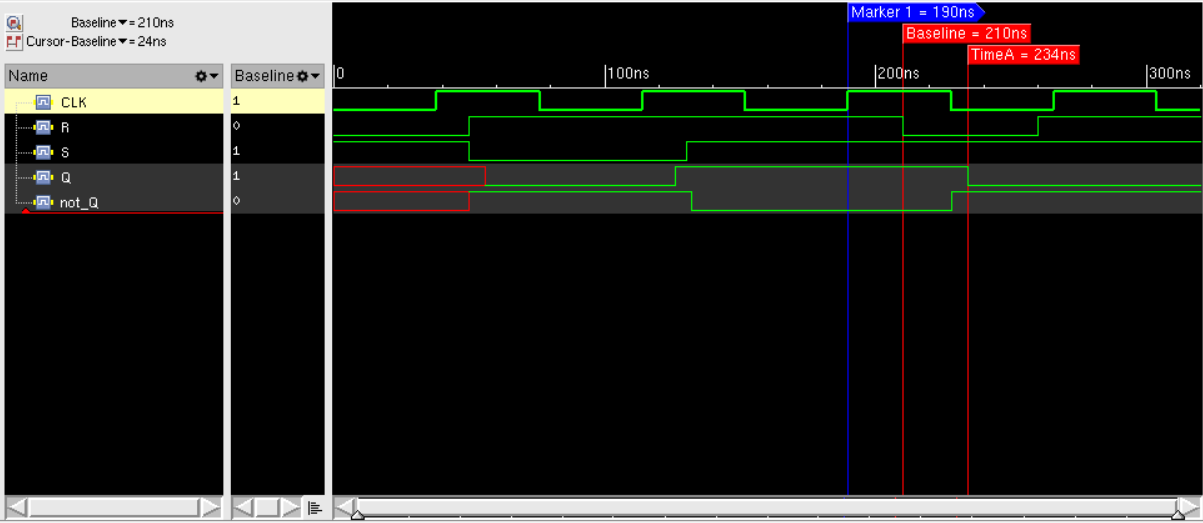 Baseline▼= 210ns
Cursor-Baseline▼= 24ns
Marker 1 = 190ns
Baseline = 210ns
TimeA = 234ns
Name
Baseline
0
100ns
200ns
300ns
CLK
1
R
0
S
1
Q
1
not_Q
0